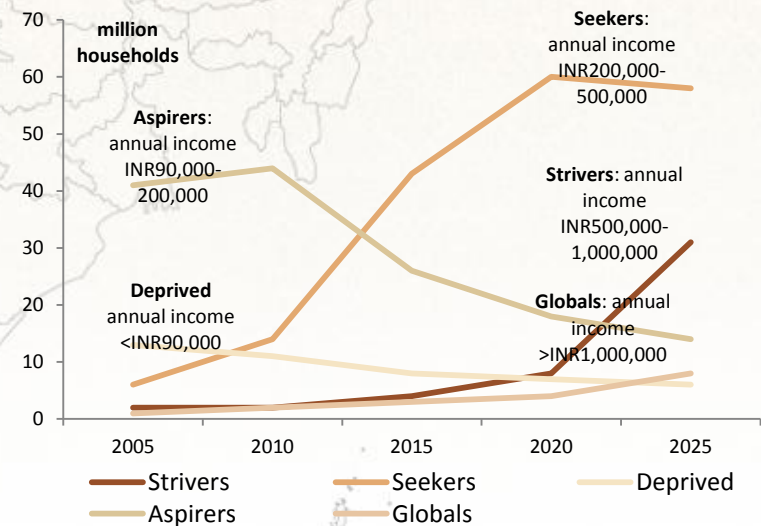 70
60
50
40
30
20
10
0
million
households
Aspirers:
annual income
INR90,000-
200,000
Deprived
annual income
<INR90,000
Seekers:
annual income
INR200,000-
500,000
Strivers: annual
income
INR500,000-
1,000,000
Globals: annual
income
>INR1,000,000
2005 2010 2015 2020 2025
Strivers Seekers Deprived
Aspirers Globals